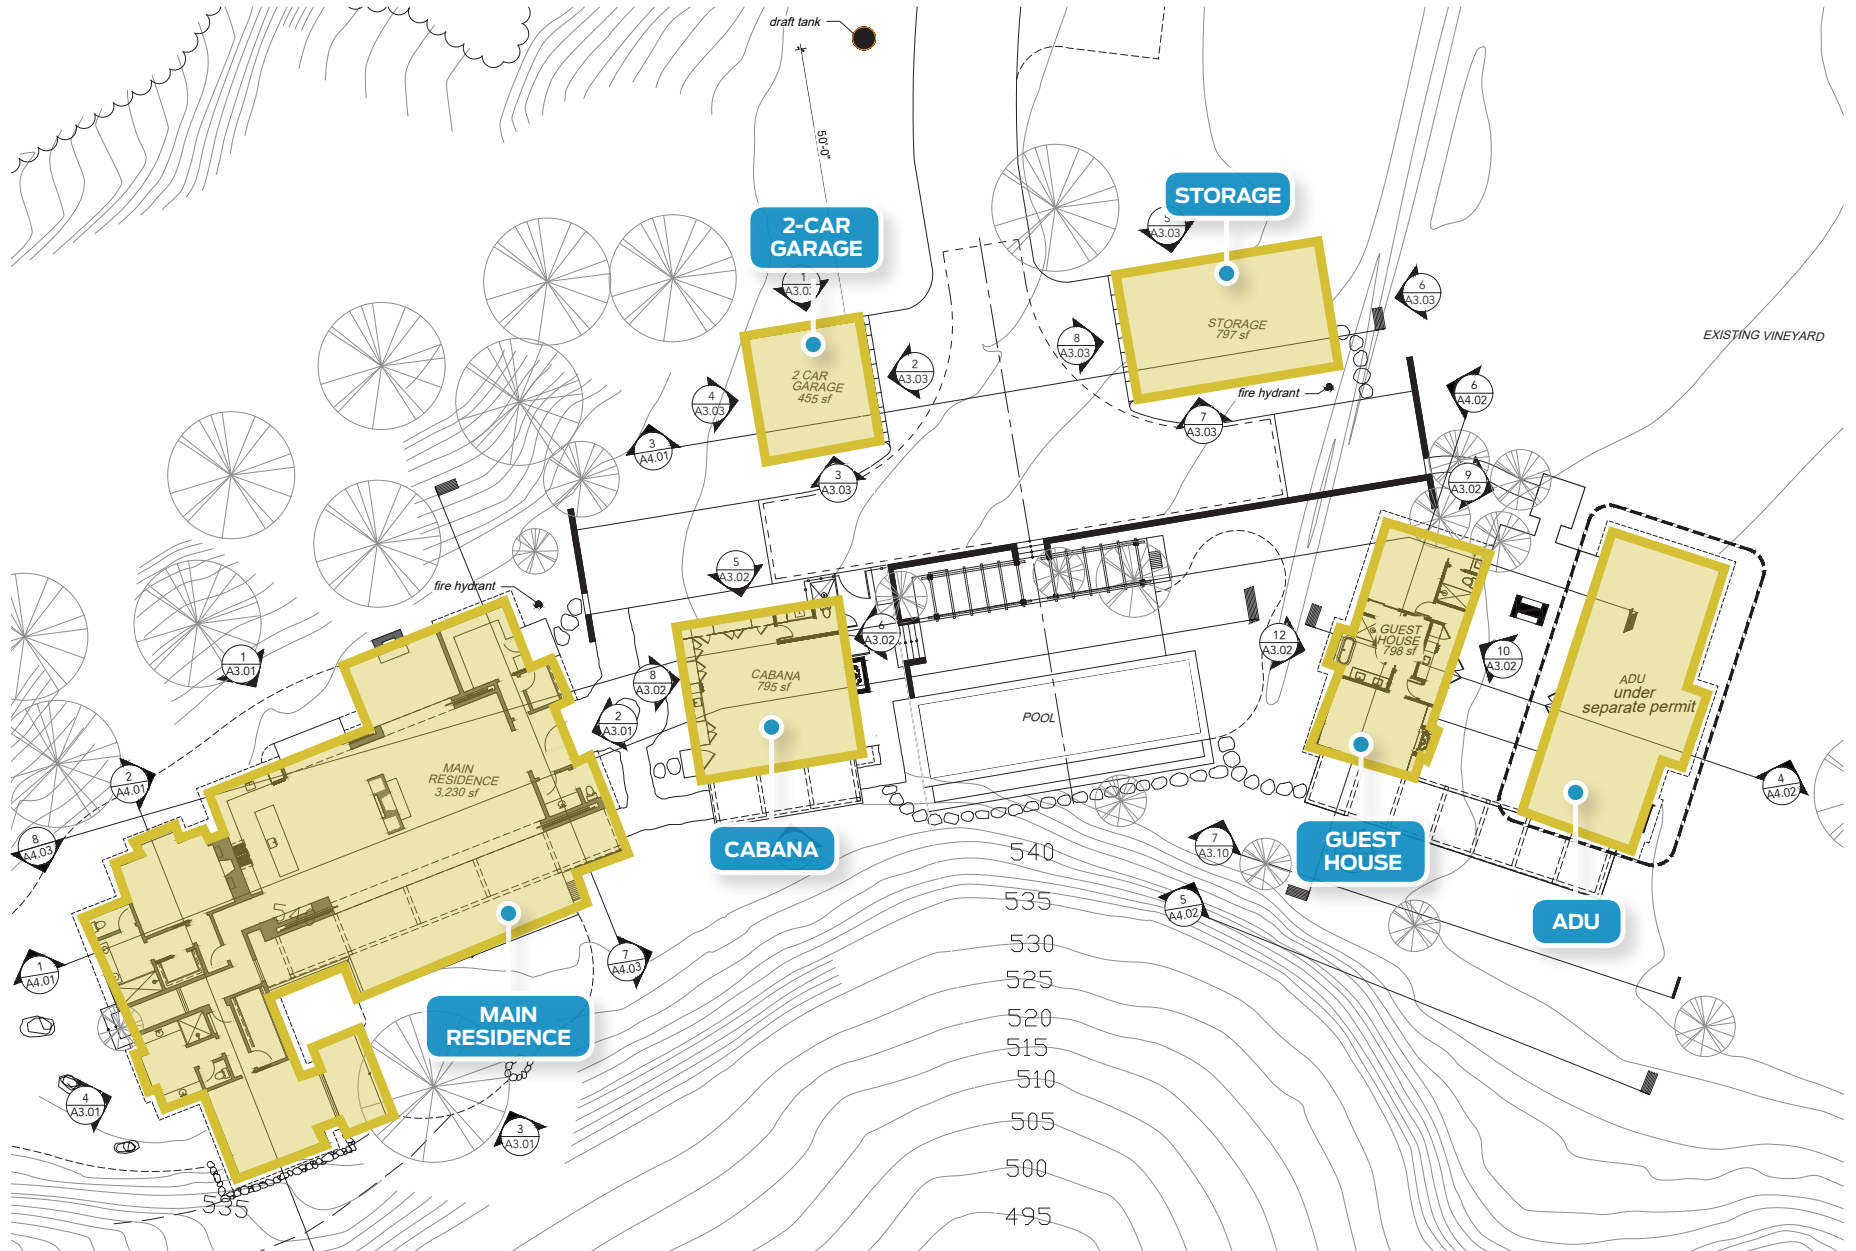 draft tank
50'-0"
STORAGE
5
A3.03
2-CAR
GARAGE
1
A3.03
6
A3.03
STORAGE
797 sf
8
A3.03
EXISTING VINEYARD
2
A3.03
2 CAR
GARAGE
455 sf
4
A3.03
fire hydrant
6
A4.02
7
A3.03
3
A4.01
3
A3.03
9
A3.02
5
A3.02
fire hydrant
6
A3.02
12
A3.02
GUEST
HOUSE
798 sf
10
A3.02
1
A3.01
8
A3.02
CABANA
795 sf
ADU
under
separate permit
2
A3.01
POOL
MAIN
RESIDENCE
3,230 sf
2
A4.01
4
A4.02
8
A4.03
CABANA
7
A3.10
GUEST
HOUSE
540
535
5
A4.02
ADU
530
7
A4.03
1
A4.01
525
MAIN
RESIDENCE
520
515
510
4
A3.01
505
3
A3.01
500
535
495